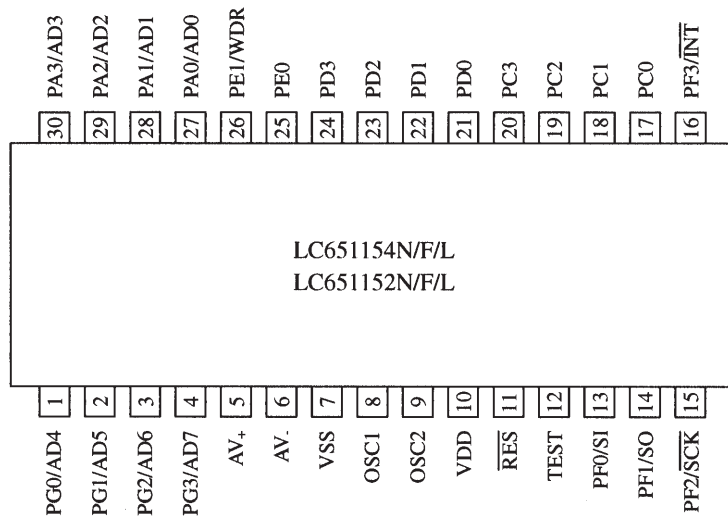 PA3/AD3
PA2/AD2
PA1/AD1
PA0/AD0
PE1/WDR
PE0
PD3
PD2
PD1
PD0
PC3
PC2
PC1
PC0
PF3/INT
30
29
28
27
26
25
24
23
22
21
20
19
18
17
16
LC651154N/F/L
LC651152N/F/L
1
2
3
4
5
6
7
8
9
10
11
12
13
14
15
PG0/AD4
PG1/AD5
PG2/AD6
PG3/AD7
AV+
AV-
VSS
OSC1
OSC2
VDD
RES
TEST
PF0/SI
PF1/SO
PF2/SCK